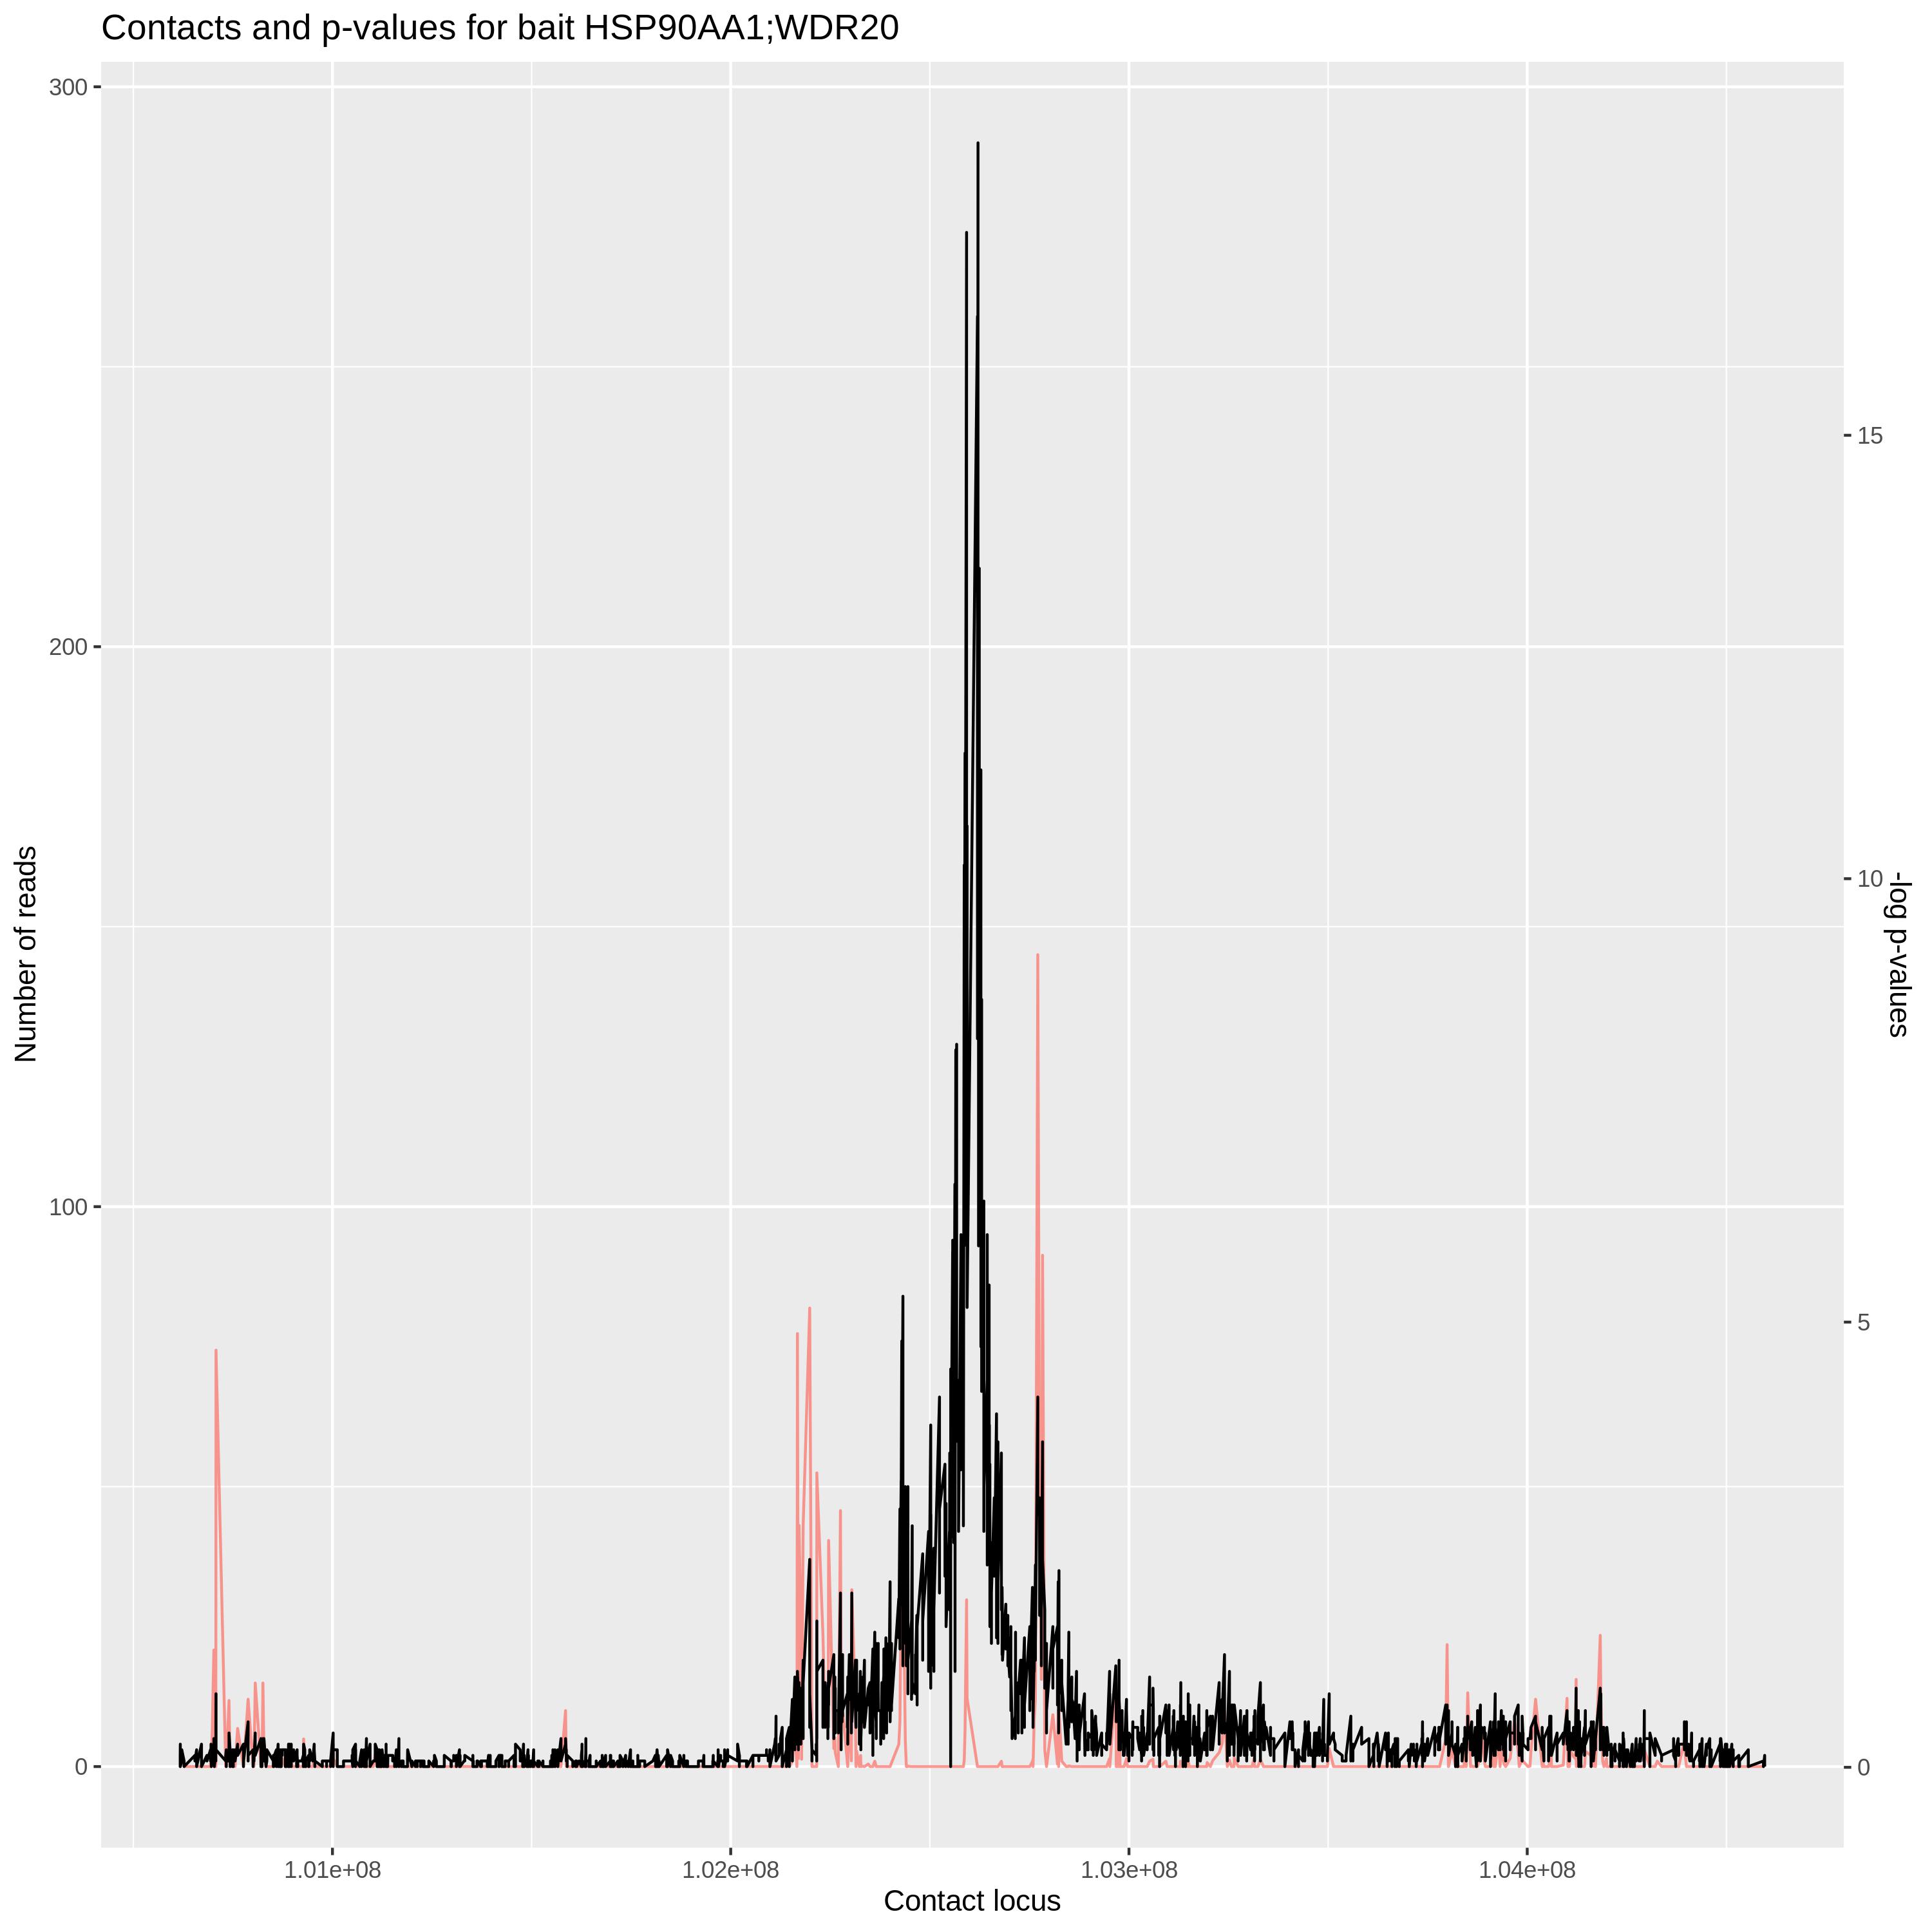 Contacts and p-values for bait HSP90AA1;WDR20
300
200
100
0
Number of reads
15
10
5
0
-log p-values
1.01e+08
1.02e+08
1.03e+08
1.04e+08
Contact locus